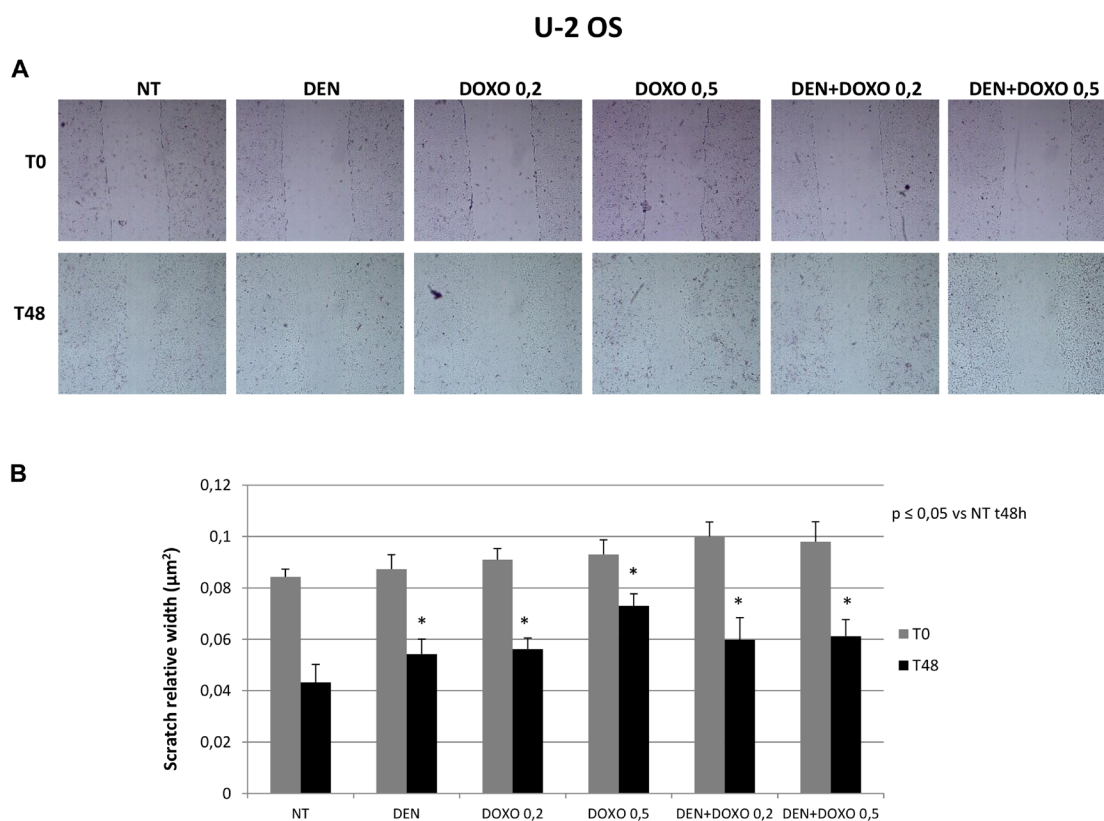 U-2 OS
A
NT DEN DOXO 0,2 DOXO 0,5 DEN+DOXO 0,2 DEN+DOXO 0,5
T0
T48
B
0,12
p ≤ 0,05 vs NT t48h
0,1
0,08
0,06
0,04
0,02
0
Scratch relative width (µm²)
* * * * *
T0
T48
NT DEN DOXO 0,2 DOXO 0,5 DEN+DOXO 0,2 DEN+DOXO 0,5